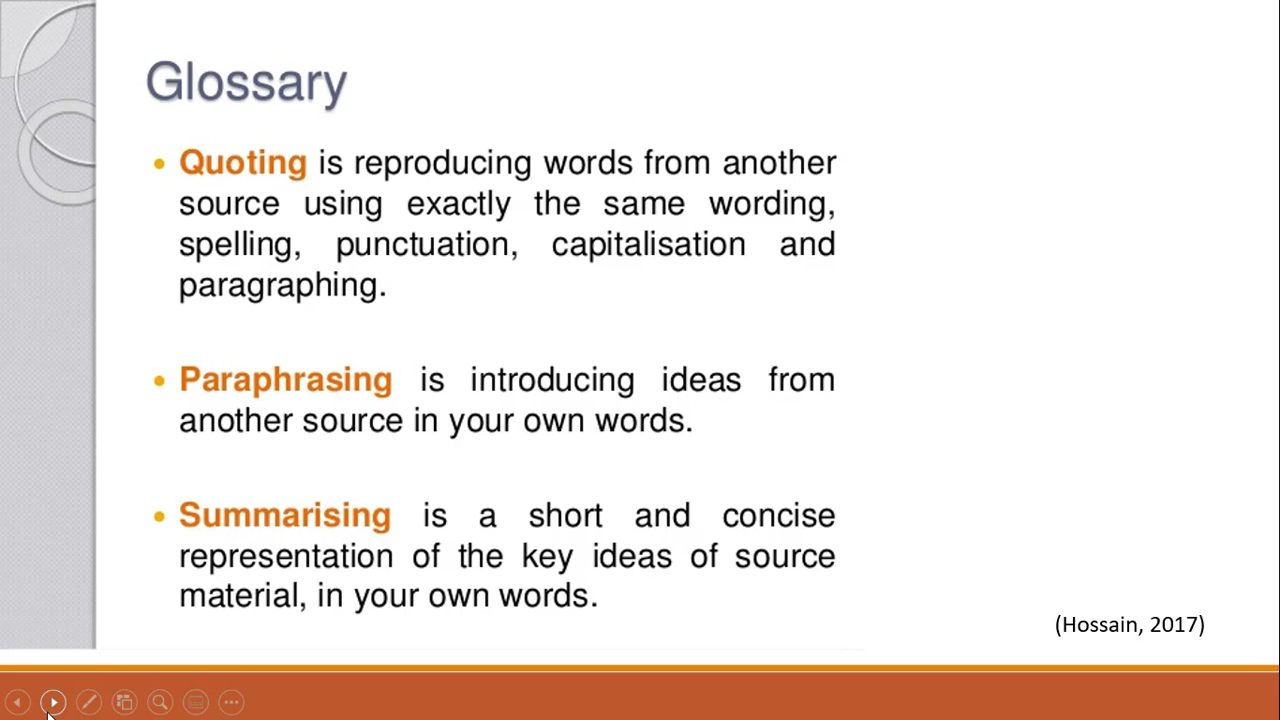 Glossary
• Quoting is reproducing words from another
source using exactly the same wording,
spelling, punctuation, capitalisation and
paragraphing.
• Paraphrasing is introducing ideas from
another source in your own words.
• Summarising is a short and concise
representation of the key ideas of source
material, in your own words.
(Hossain, 2017)